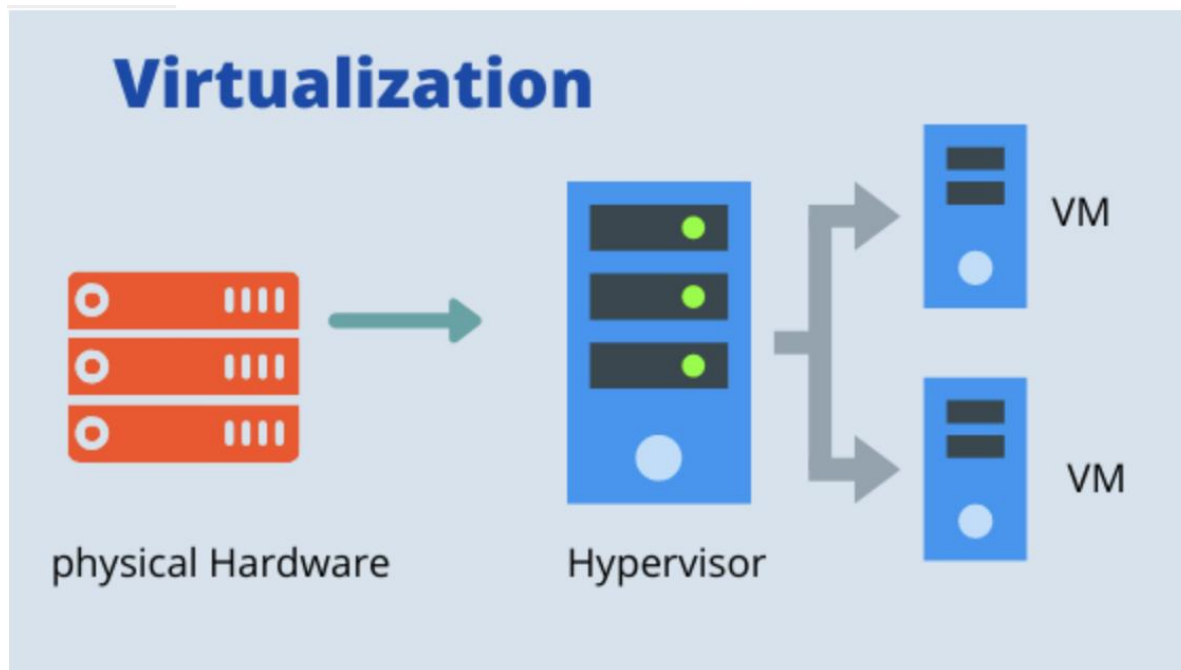 Virtualization
VM
VM
physical Hardware
Hypervisor